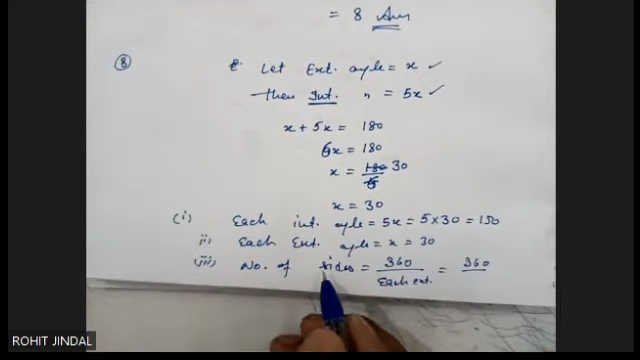 = 8 Ans
8 Let Ext. angle = x ✓
Then Int. " = 5x ✓
x + 5x = 180
6x = 180
x = 180/6 30
x = 30
(i) Each int. angle = 5x = 5 × 30 = 150
ii) Each Ext. angle = x = 30
(iii) No. of sides = 360/Each ext. = 360
ROHIT JINDAL